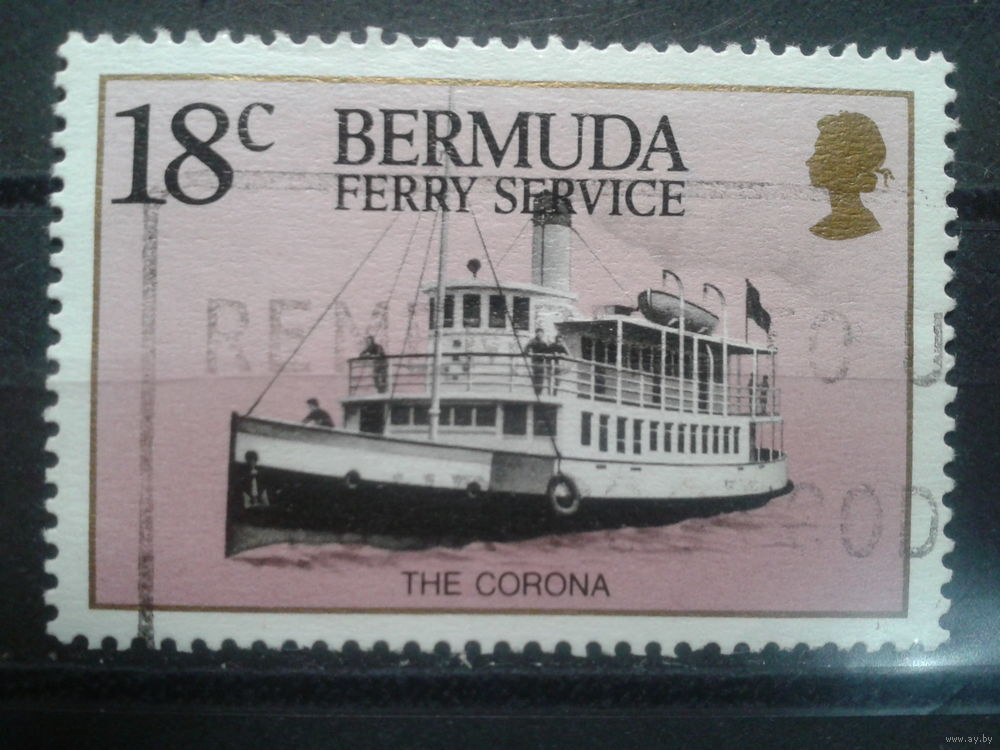 18c
BERMUDA
FERRY SERVICE
THE CORONA
www.ay.by